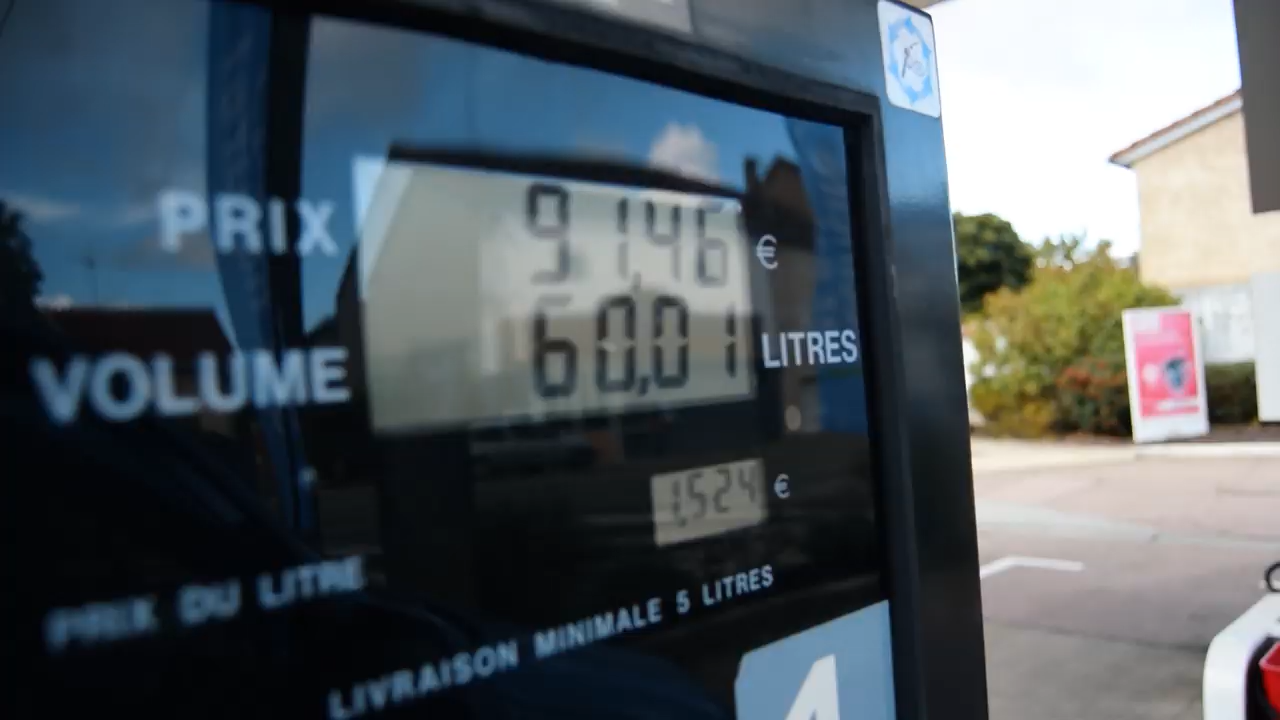 PRIX 91,46 €
VOLUME 60,01 LITRES
1,524 €
PRIX DU LITRE
LIVRAISON MINIMALE 5 LITRES
4